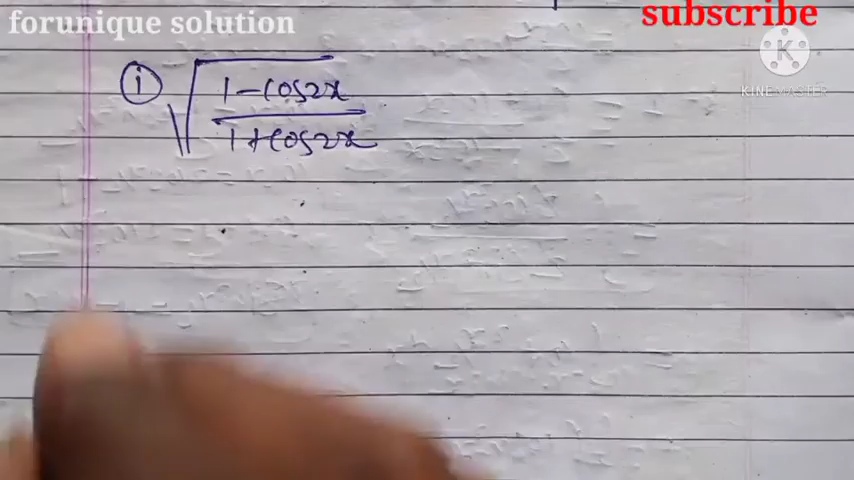 forunique solution
subscribe
K
KINEMASTER
(i) √(1-cos2x
1+cos2x)